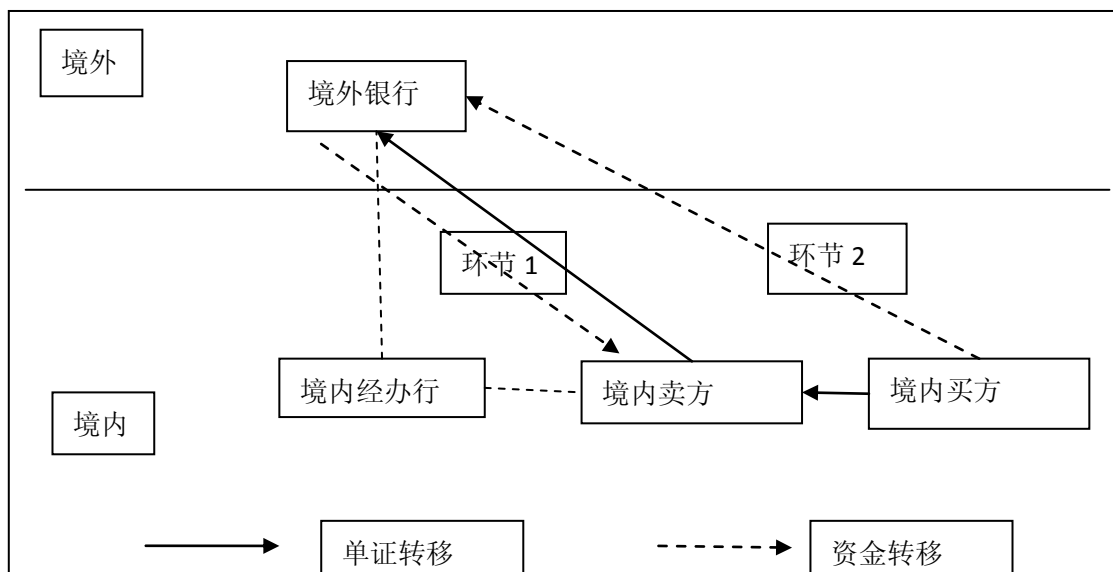 境外
境外银行
环节 1
环节 2
境内经办行
境内卖方
境内买方
境内
单证转移
资金转移